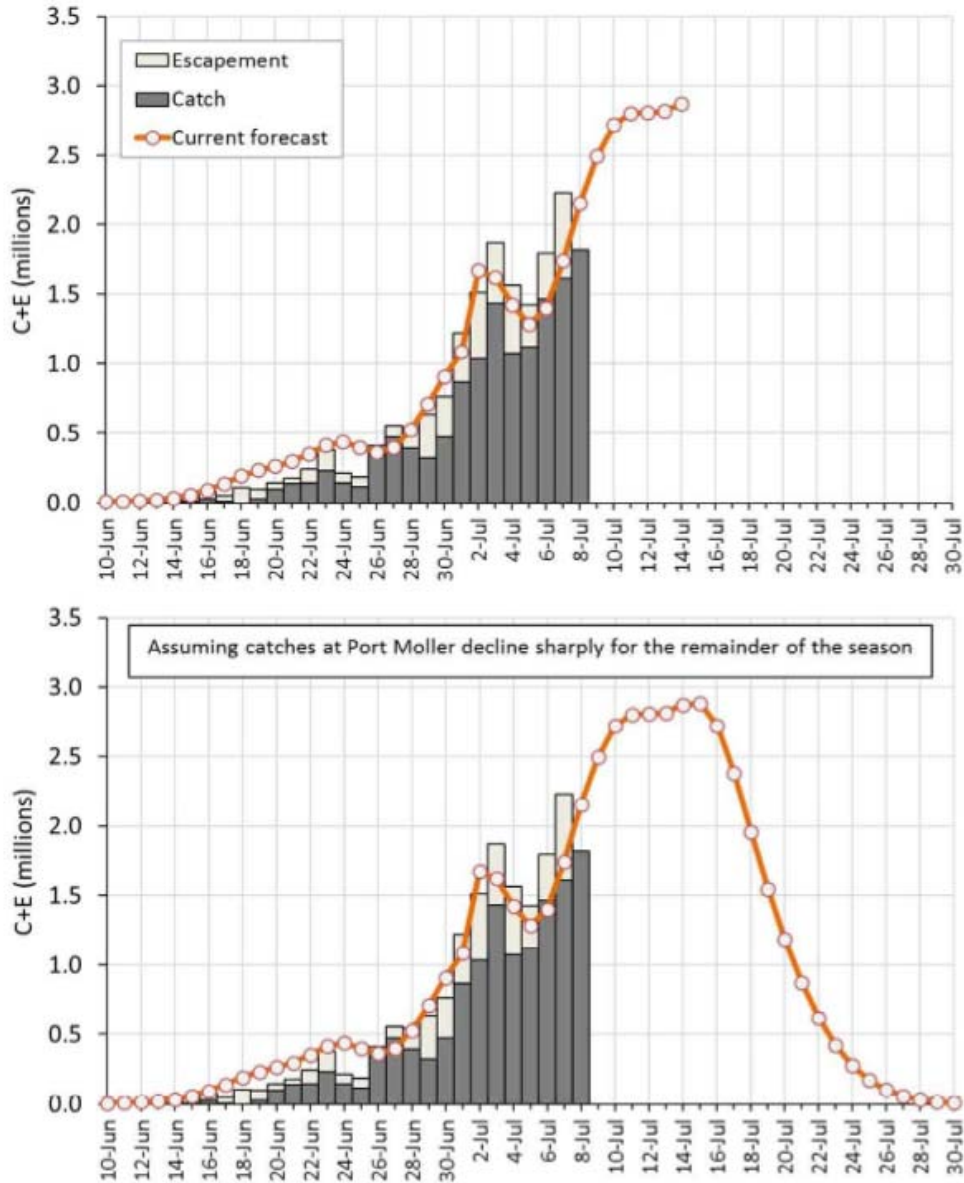 3.5
3.0
2.5
2.0
1.5
1.0
0.5
0.0
C+E (millions)
Escapement
Catch
Current forecast
10-Jun
12-Jun
14-Jun
16-Jun
18-Jun
20-Jun
22-Jun
24-Jun
26-Jun
28-Jun
30-Jun
2-Jul
4-Jul
6-Jul
8-Jul
10-Jul
12-Jul
14-Jul
16-Jul
18-Jul
20-Jul
22-Jul
24-Jul
26-Jul
28-Jul
30-Jul
3.5
3.0
2.5
2.0
1.5
1.0
0.5
0.0
C+E (millions)
Assuming catches at Port Moller decline sharply for the remainder of the season
10-Jun
12-Jun
14-Jun
16-Jun
18-Jun
20-Jun
22-Jun
24-Jun
26-Jun
28-Jun
30-Jun
2-Jul
4-Jul
6-Jul
8-Jul
10-Jul
12-Jul
14-Jul
16-Jul
18-Jul
20-Jul
22-Jul
24-Jul
26-Jul
28-Jul
30-Jul